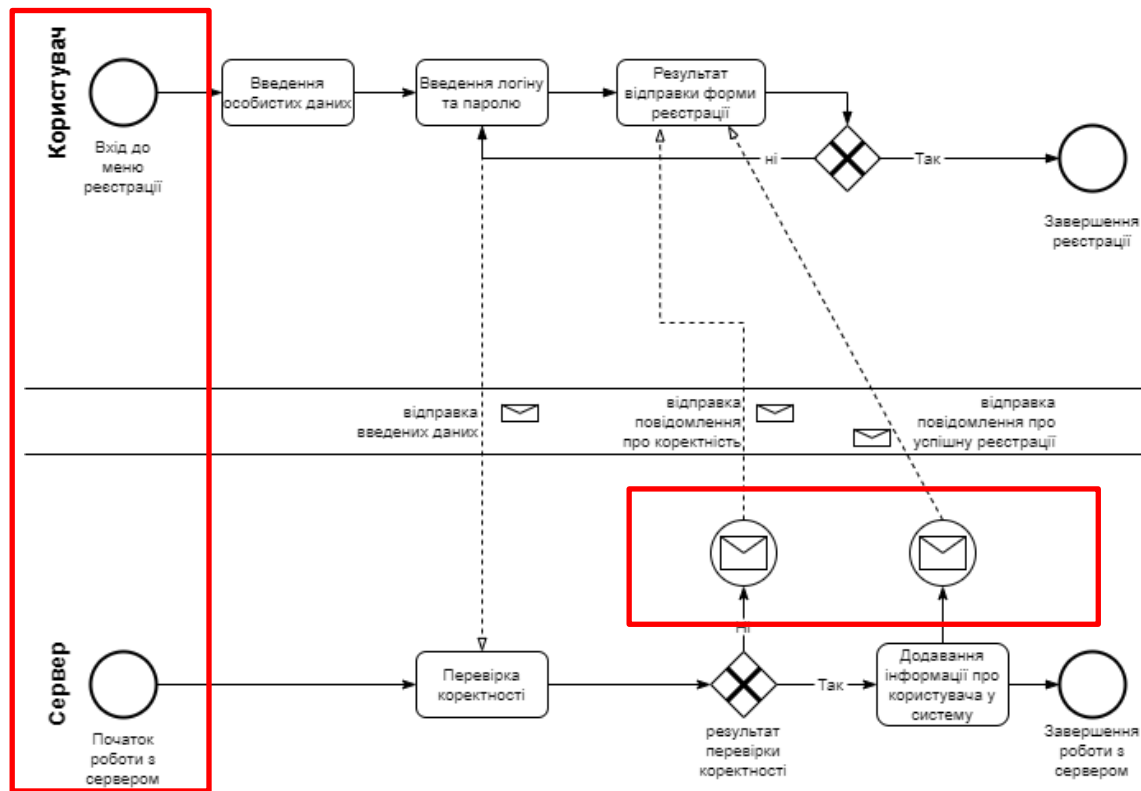 Користувач
Вхід до
меню
реєстрації
Введення
особистих даних
Введення логіну
та паролю
Результат
відправки форми
реєстрації
ні
Так
Завершення
реєстрації
відправка
введених даних
відправка
повідомлення
про коректність
відправка
повідомлення про
успішну реєстрації
Сервер
Початок
роботи з
сервером
Перевірка
коректності
Ні
Так
результат
перевірки
коректності
Додавання
інформації про
користувача у
систему
Завершення
роботи з
сервером